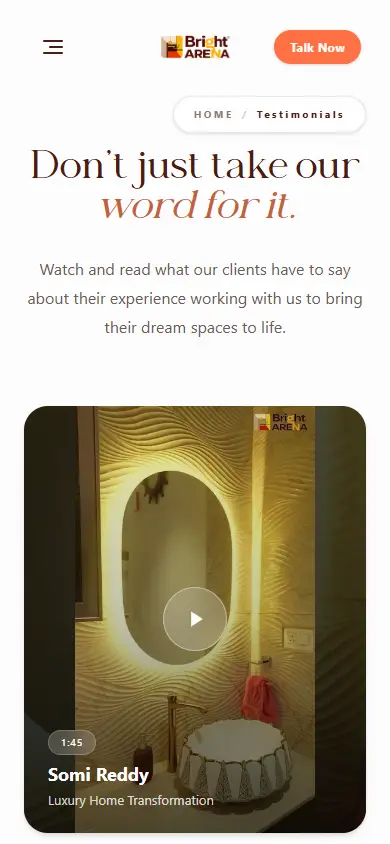 Bright
ARENA
Talk Now
HOME / Testimonials
Don't just take our
word for it.
Watch and read what our clients have to say
about their experience working with us to bring
their dream spaces to life.
Bright
ARENA
1:45
Somi Reddy
Luxury Home Transformation